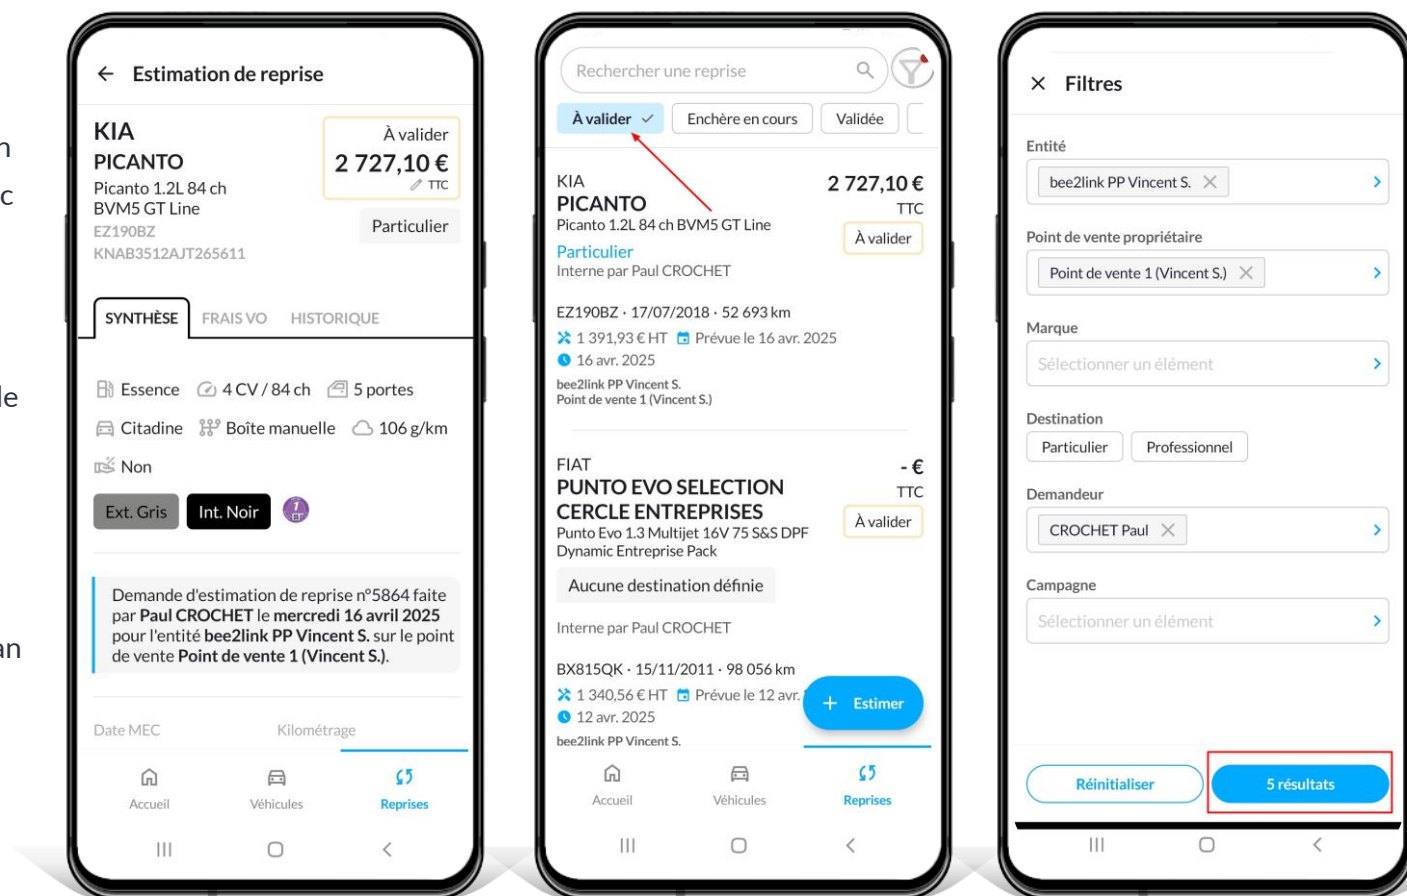 n
c
le
an
Estimation de reprise
KIA
PICANTO
Picanto 1.2L 84 ch
BVM5 GT Line
EZ190BZ
KNAB3512AJT265611
À valider
2 727,10 €
TTC
Particulier
SYNTHÈSE FRAIS VO HISTORIQUE
Essence 4 CV / 84 ch 5 portes
Citadine Boîte manuelle 106 g/km
Non
Ext. Gris Int. Noir 1
Demande d'estimation de reprise n°5864 faite
par Paul CROCHET le mercredi 16 avril 2025
pour l'entité bee2link PP Vincent S. sur le point
de vente Point de vente 1 (Vincent S.).
Date MEC Kilométrage
Accueil Véhicules Reprises
Rechercher une reprise
À valider Enchère en cours Validée
KIA
PICANTO
Picanto 1.2L 84 ch BVM5 GT Line
2 727,10 €
TTC
À valider
Particulier
Interne par Paul CROCHET
EZ190BZ · 17/07/2018 · 52 693 km
1 391,93 € HT Prévue le 16 avr. 2025
16 avr. 2025
bee2link PP Vincent S.
Point de vente 1 (Vincent S.)
FIAT
PUNTO EVO SELECTION
CERCLE ENTREPRISES
Punto Evo 1.3 Multijet 16V 75 S&S DPF
Dynamic Entreprise Pack
- €
TTC
À valider
Aucune destination définie
Interne par Paul CROCHET
BX815QK · 15/11/2011 · 98 056 km
1 340,56 € HT Prévue le 12 avr.
12 avr. 2025
bee2link PP Vincent S.
+ Estimer
Accueil Véhicules Reprises
Filtres
Entité
bee2link PP Vincent S.
Point de vente propriétaire
Point de vente 1 (Vincent S.)
Marque
Sélectionner un élément
Destination
Particulier Professionnel
Demandeur
CROCHET Paul
Campagne
Sélectionner un élément
Réinitialiser 5 résultats